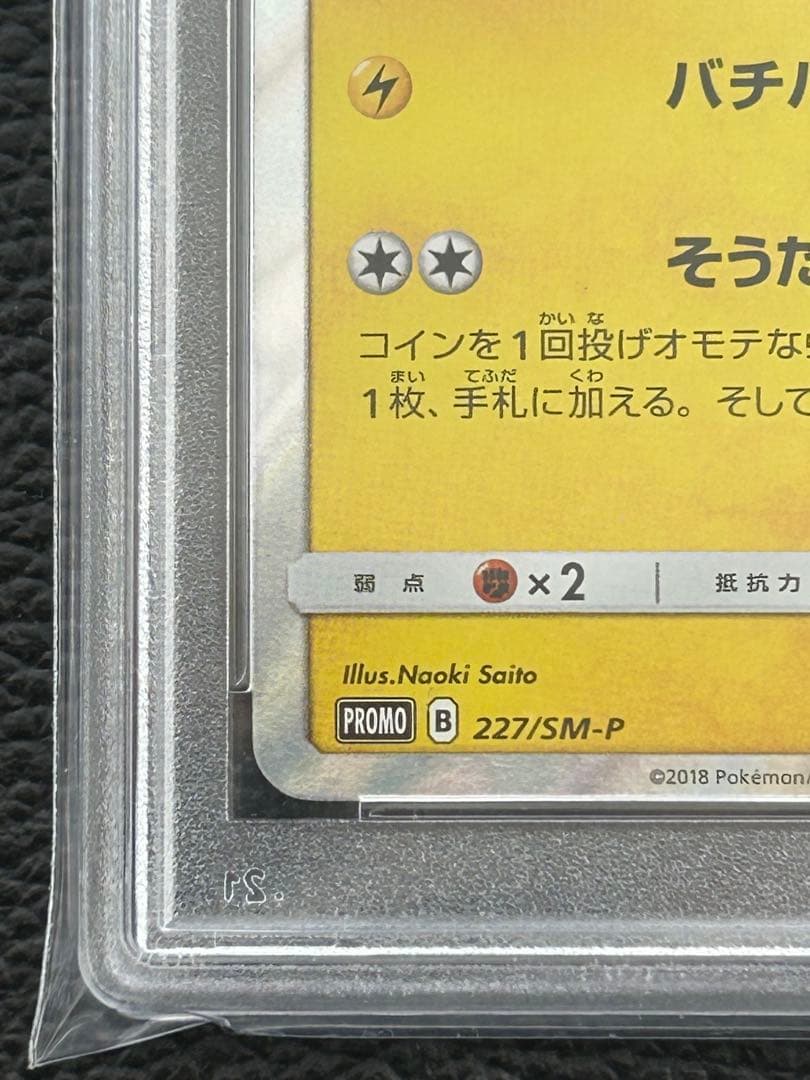 バチバ
そうた
コインを1回投げオモテなら
かい な
1枚、手札に加える。そして
まい てふだ くわ
弱点 ×2 抵抗力
Illus.Naoki Saito
PROMO B 227/SM-P
©2018 Pokémon/